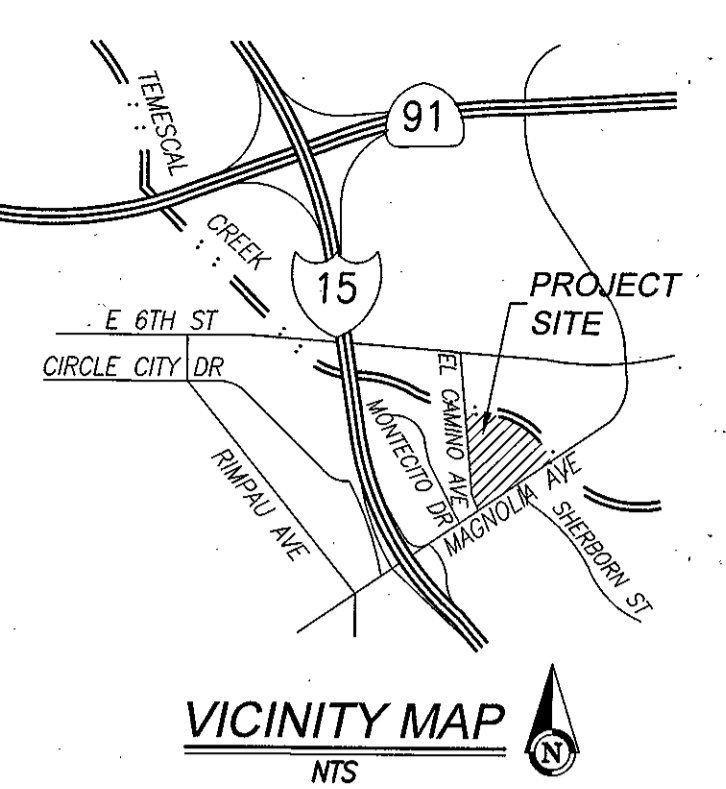 TEMESCAL
CREEK
91
15
PROJECT
SITE
E 6TH ST
CIRCLE CITY DR
EL CAMINO AVE
MONTECITO DR
RIMPAU AVE
MAGNOLIA AVE
SHERBORN ST
VICINITY MAP
NTS
N